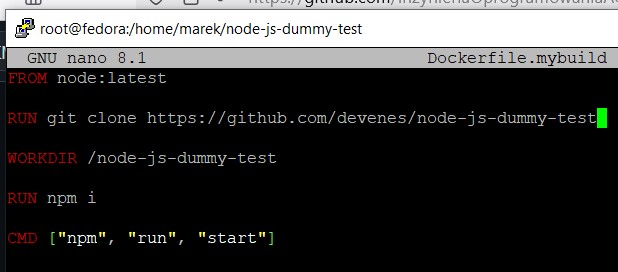 https://github.com/InzynieriaOprogramowania
root@fedora:/home/marek/node-js-dummy-test
GNU nano 8.1 Dockerfile.mybuild
FROM node:latest
RUN git clone https://github.com/devenes/node-js-dummy-test
WORKDIR /node-js-dummy-test
RUN npm i
CMD ["npm", "run", "start"]